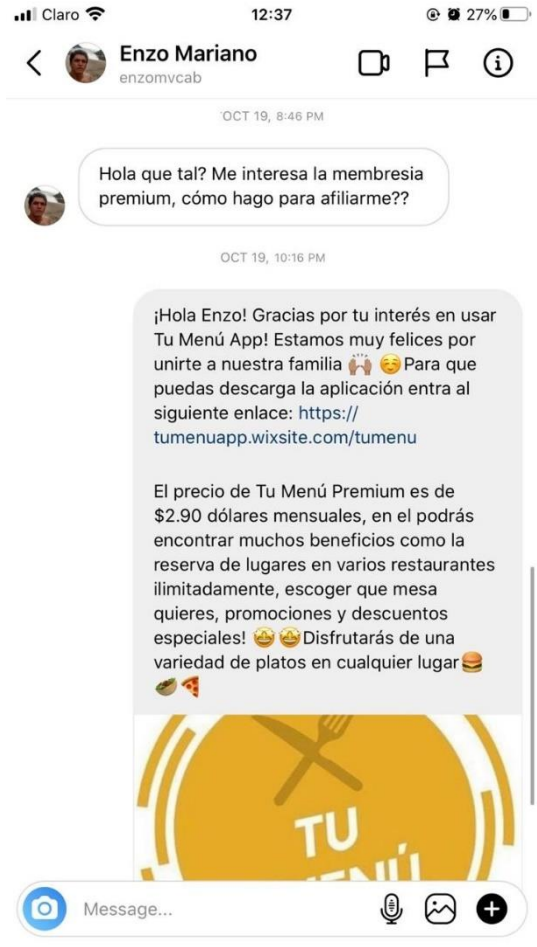 Claro 12:37 27%
Enzo Mariano
enzomvcab
OCT 19, 8:46 PM
Hola que tal? Me interesa la membresia
premium, cómo hago para afiliarme??
OCT 19, 10:16 PM
¡Hola Enzo! Gracias por tu interés en usar
Tu Menú App! Estamos muy felices por
unirte a nuestra familia 🙌🏽 ☺️Para que
puedas descarga la aplicación entra al
siguiente enlace: https://
tumenuapp.wixsite.com/tumenu
El precio de Tu Menú Premium es de
$2.90 dólares mensuales, en el podrás
encontrar muchos beneficios como la
reserva de lugares en varios restaurantes
ilimitadamente, escoger que mesa
quieres, promociones y descuentos
especiales! 🤩🤩Disfrutarás de una
variedad de platos en cualquier lugar🍔
🥙🍕
TU
MENÚ
Message...